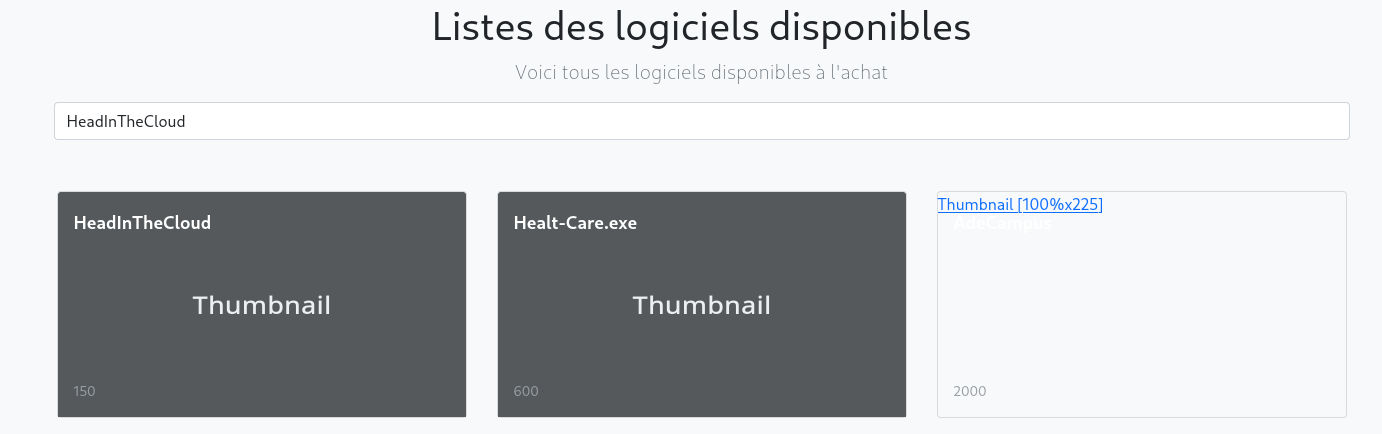 Listes des logiciels disponibles
Voici tous les logiciels disponibles à l'achat
HeadInTheCloud
HeadInTheCloud
Thumbnail
150
Healt-Care.exe
Thumbnail
600
Thumbnail [100%x225]
AdeCampus
2000